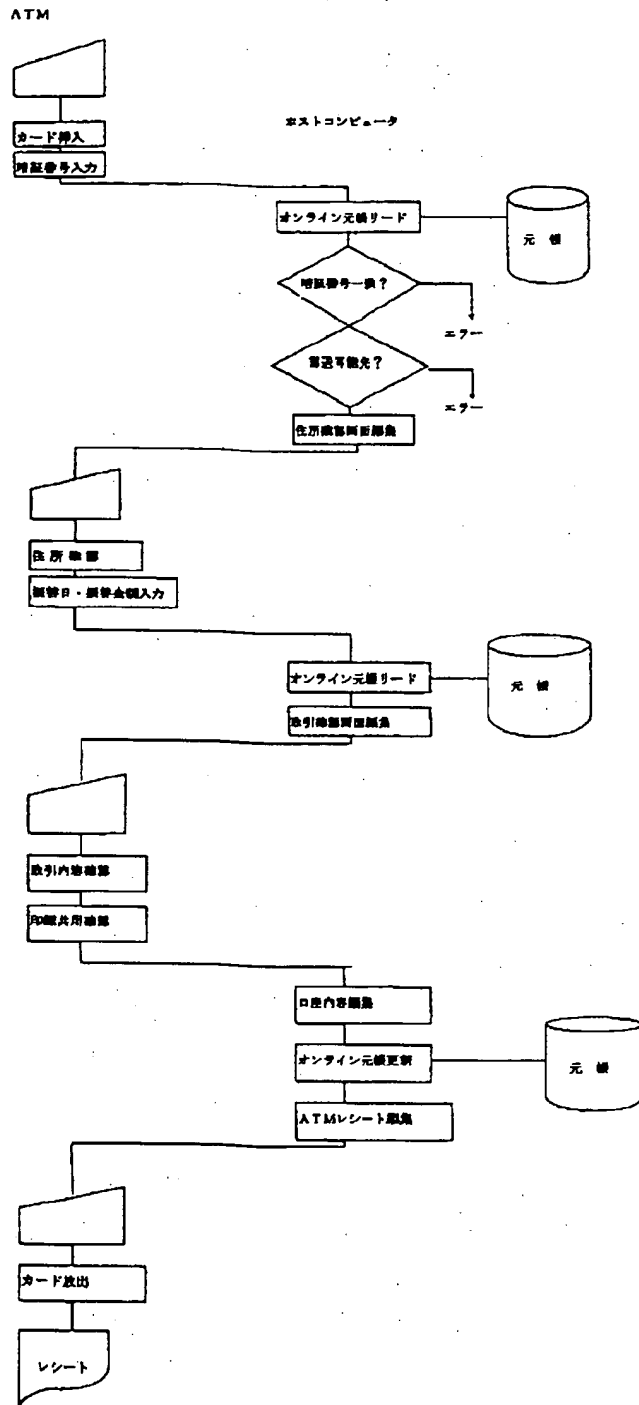 ATM
ホストコンピュータ
カード挿入
暗証番号入力
オンライン元帳リード
元帳
暗証番号一致？
エラー
郵送可能先？
エラー
住所確認画面編集
住所確認
振替日・振替金額入力
オンライン元帳リード
元帳
取引確認画面編集
取引内容確認
印鑑共用確認
口座内容編集
オンライン元帳更新
元帳
ATMレシート編集
カード放出
レシート